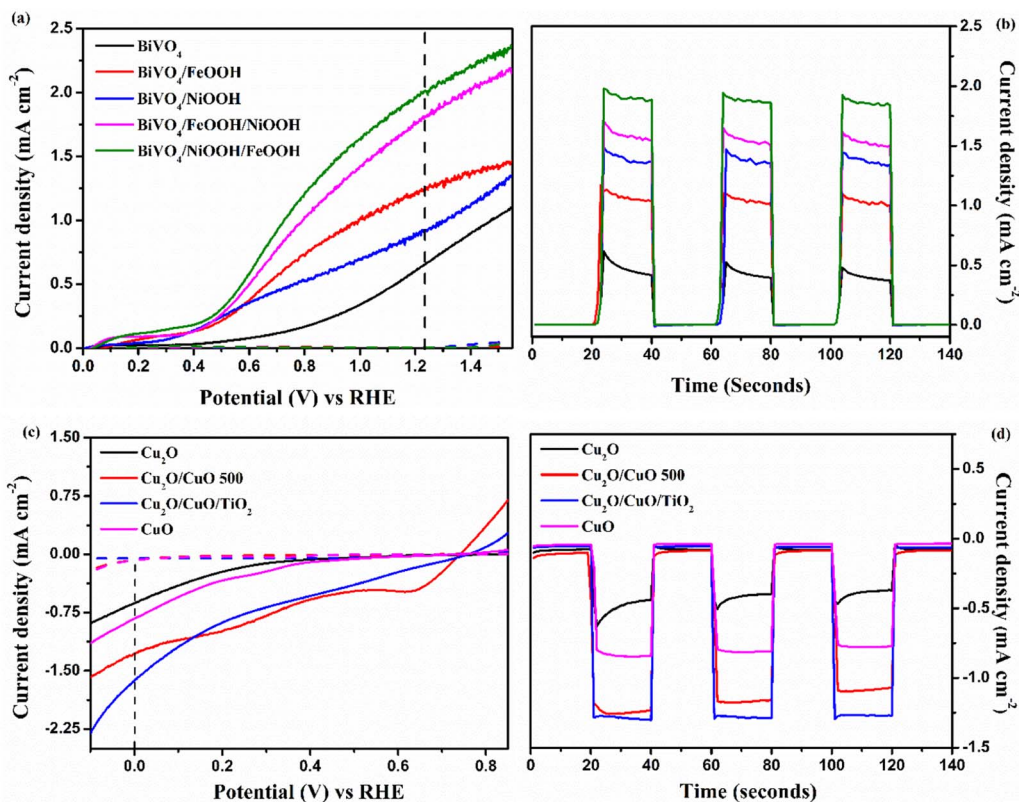 (a)
Current density (mA cm⁻²)
2.5
2.0
1.5
1.0
0.5
0.0
BiVO₄
BiVO₄/FeOOH
BiVO₄/NiOOH
BiVO₄/FeOOH/NiOOH
BiVO₄/NiOOH/FeOOH
0.0 0.2 0.4 0.6 0.8 1.0 1.2 1.4
Potential (V) vs RHE
(b)
2.5
2.0
1.5
1.0
0.5
0.0
Current density (mA cm⁻²)
0 20 40 60 80 100 120 140
Time (Seconds)
(c)
Current density (mA cm⁻²)
1.50
0.75
0.00
-0.75
-1.50
-2.25
Cu₂O
Cu₂O/CuO 500
Cu₂O/CuO/TiO₂
CuO
0.0 0.2 0.4 0.6 0.8
Potential (V) vs RHE
(d)
Cu₂O
Cu₂O/CuO 500
Cu₂O/CuO/TiO₂
CuO
0.5
0.0
-0.5
-1.0
-1.5
Current density (mA cm⁻²)
0 20 40 60 80 100 120 140
Time (seconds)